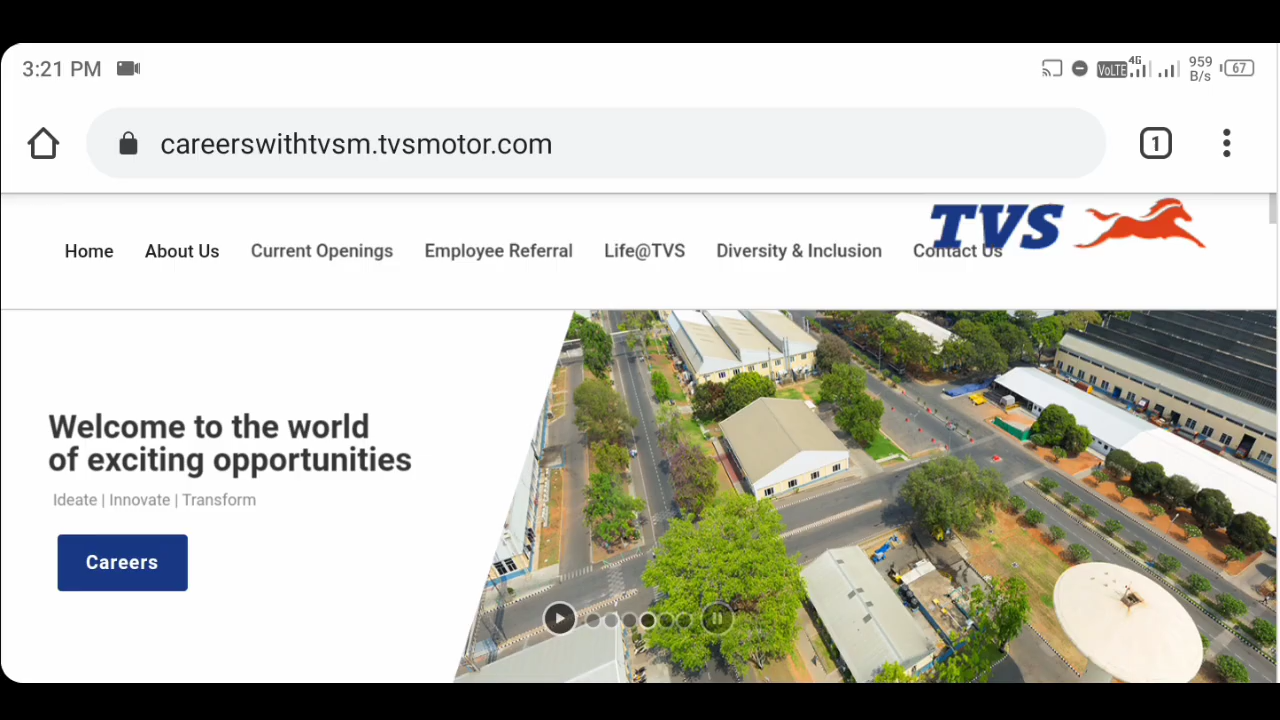 3:21 PM
VoLTE 4G 959 B/s 67
careerswithtvsm.tvsmotor.com
1
TVS
Home About Us Current Openings Employee Referral Life@TVS Diversity & Inclusion Contact Us
Welcome to the world
of exciting opportunities
Ideate | Innovate | Transform
Careers